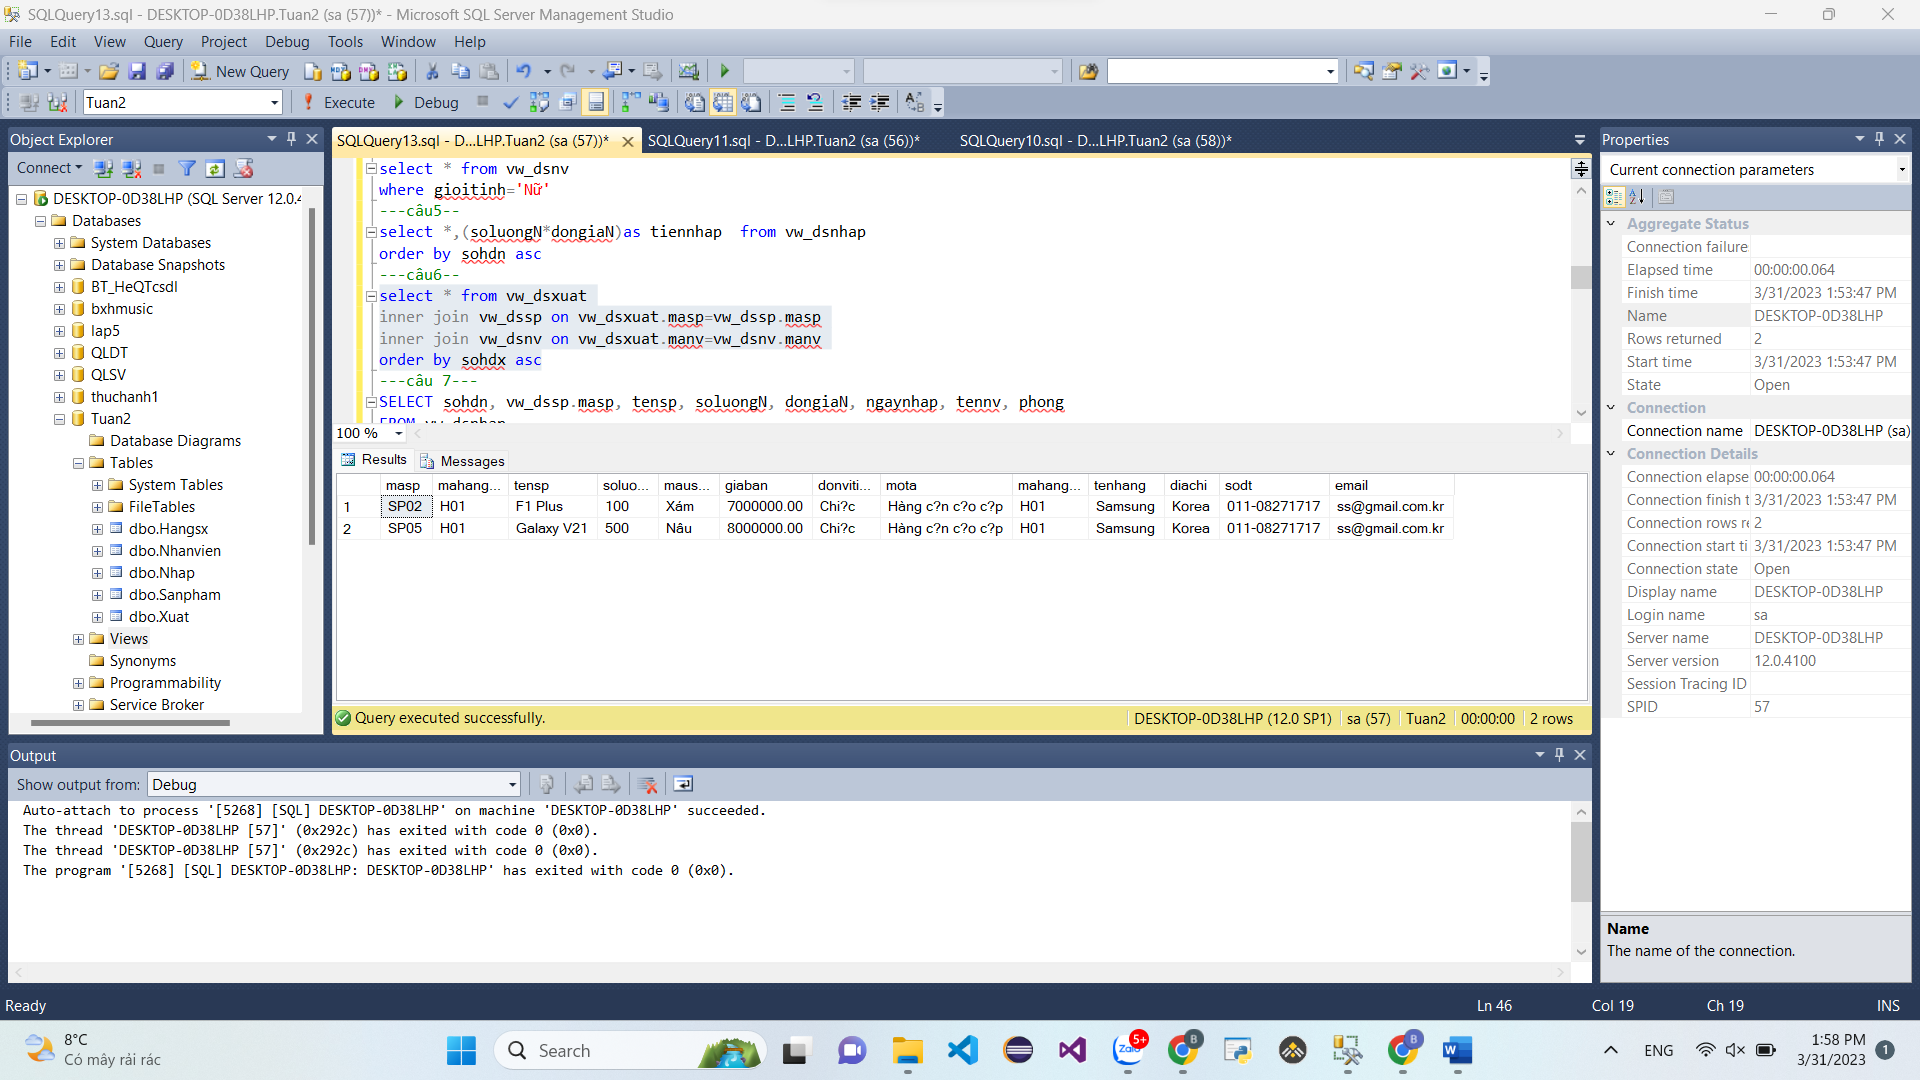 SQLQuery13.sql - DESKTOP-0D38LHP.Tuan2 (sa (57))* - Microsoft SQL Server Management Studio
File Edit View Query Project Debug Tools Window Help
New Query
Tuan2 Execute Debug
Object Explorer
Connect
DESKTOP-0D38LHP (SQL Server 12.0.4
Databases
System Databases
Database Snapshots
BT_HeQTcsdl
bxhmusic
lap5
QLDT
QLSV
thuchanh1
Tuan2
Database Diagrams
Tables
System Tables
FileTables
dbo.Hangsx
dbo.Nhanvien
dbo.Nhap
dbo.Sanpham
dbo.Xuat
Views
Synonyms
Programmability
Service Broker
SQLQuery13.sql - D...LHP.Tuan2 (sa (57))* SQLQuery11.sql - D...LHP.Tuan2 (sa (56))* SQLQuery10.sql - D...LHP.Tuan2 (sa (58))*
select * from vw_dsnv
where gioitinh='Nữ'
---câu5--
select *,(soluongN*dongiaN)as tiennhap from vw_dsnhap
order by sohdn asc
---câu6--
select * from vw_dsxuat
inner join vw_dssp on vw_dsxuat.masp=vw_dssp.masp
inner join vw_dsnv on vw_dsxuat.manv=vw_dsnv.manv
order by sohdx asc
---câu 7---
SELECT sohdn, vw_dssp.masp, tensp, soluongN, dongiaN, ngaynhap, tennv, phong
FROM vw_dsnhap
100 %
Results Messages
masp mahang... tensp soluo... maus... giaban donviti... mota mahang... tenhang diachi sodt email
1 SP02 H01 F1 Plus 100 Xám 7000000.00 Chi?c Hàng c?n c?o c?p H01 Samsung Korea 011-08271717 ss@gmail.com.kr
2 SP05 H01 Galaxy V21 500 Nâu 8000000.00 Chi?c Hàng c?n c?o c?p H01 Samsung Korea 011-08271717 ss@gmail.com.kr
Query executed successfully. DESKTOP-0D38LHP (12.0 SP1) sa (57) Tuan2 00:00:00 2 rows
Properties
Current connection parameters
Aggregate Status
Connection failure
Elapsed time 00:00:00.064
Finish time 3/31/2023 1:53:47 PM
Name DESKTOP-0D38LHP
Rows returned 2
Start time 3/31/2023 1:53:47 PM
State Open
Connection
Connection name DESKTOP-0D38LHP (sa)
Connection Details
Connection elapse 00:00:00.064
Connection finish t 3/31/2023 1:53:47 PM
Connection rows re 2
Connection start ti 3/31/2023 1:53:47 PM
Connection state Open
Display name DESKTOP-0D38LHP
Login name sa
Server name DESKTOP-0D38LHP
Server version 12.0.4100
Session Tracing ID
SPID 57
Name
The name of the connection.
Output
Show output from: Debug
Auto-attach to process '[5268] [SQL] DESKTOP-0D38LHP' on machine 'DESKTOP-0D38LHP' succeeded.
The thread 'DESKTOP-0D38LHP [57]' (0x292c) has exited with code 0 (0x0).
The thread 'DESKTOP-0D38LHP [57]' (0x292c) has exited with code 0 (0x0).
The program '[5268] [SQL] DESKTOP-0D38LHP: DESKTOP-0D38LHP' has exited with code 0 (0x0).
Ready Ln 46 Col 19 Ch 19 INS
8°C
Có mây rải rác
Search
Zalo 5+
B
B
W
ENG
1:58 PM
3/31/2023
1